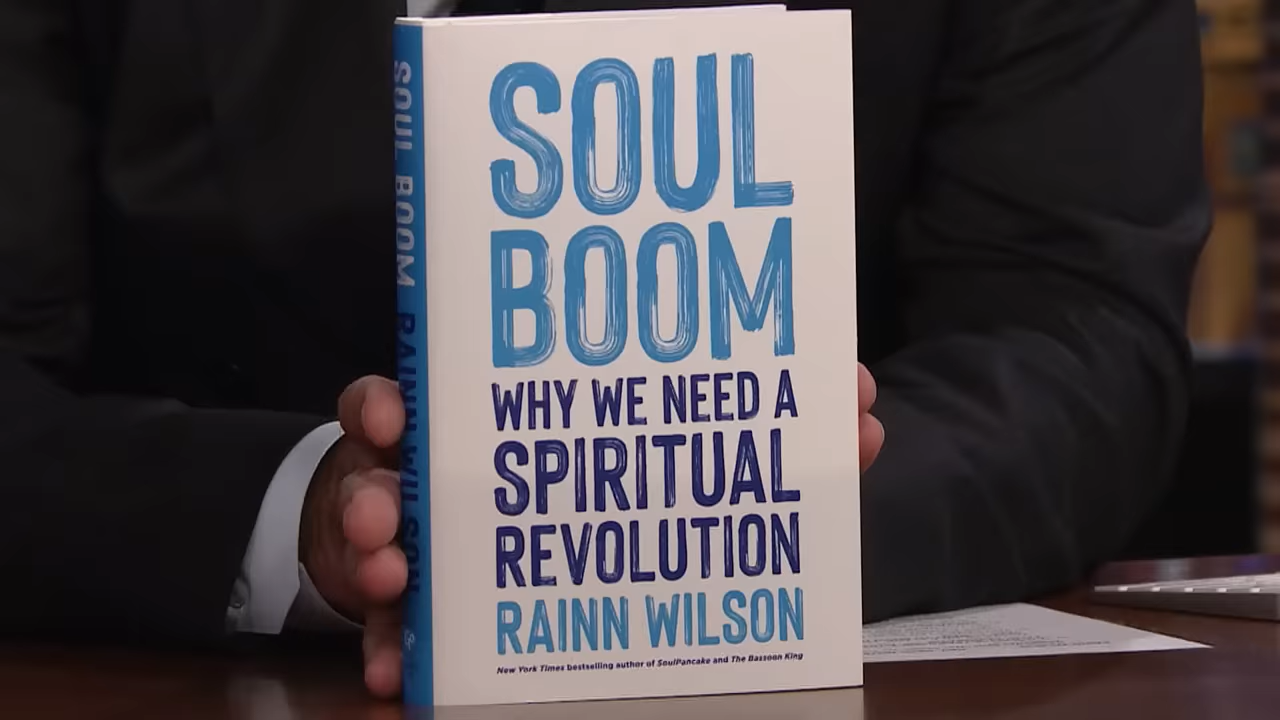 SOUL BOOM RAINN WILSON
SOUL
BOOM
WHY WE NEED A
SPIRITUAL
REVOLUTION
RAINN WILSON
New York Times bestselling author of SoulPancake and The Bassoon King